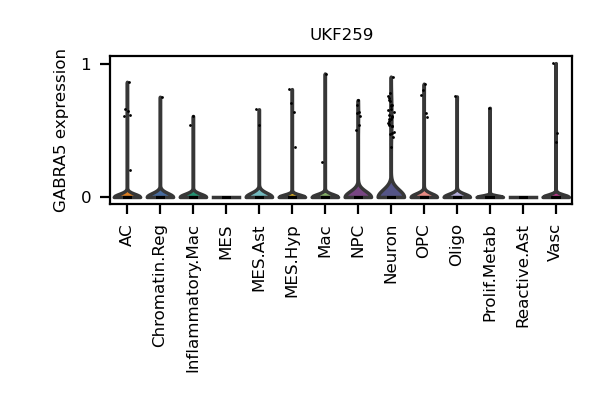 UKF259
GABRA5 expression
1
0
AC
Chromatin.Reg
Inflammatory.Mac
MES
MES.Ast
MES.Hyp
Mac
NPC
Neuron
OPC
Oligo
Prolif.Metab
Reactive.Ast
Vasc